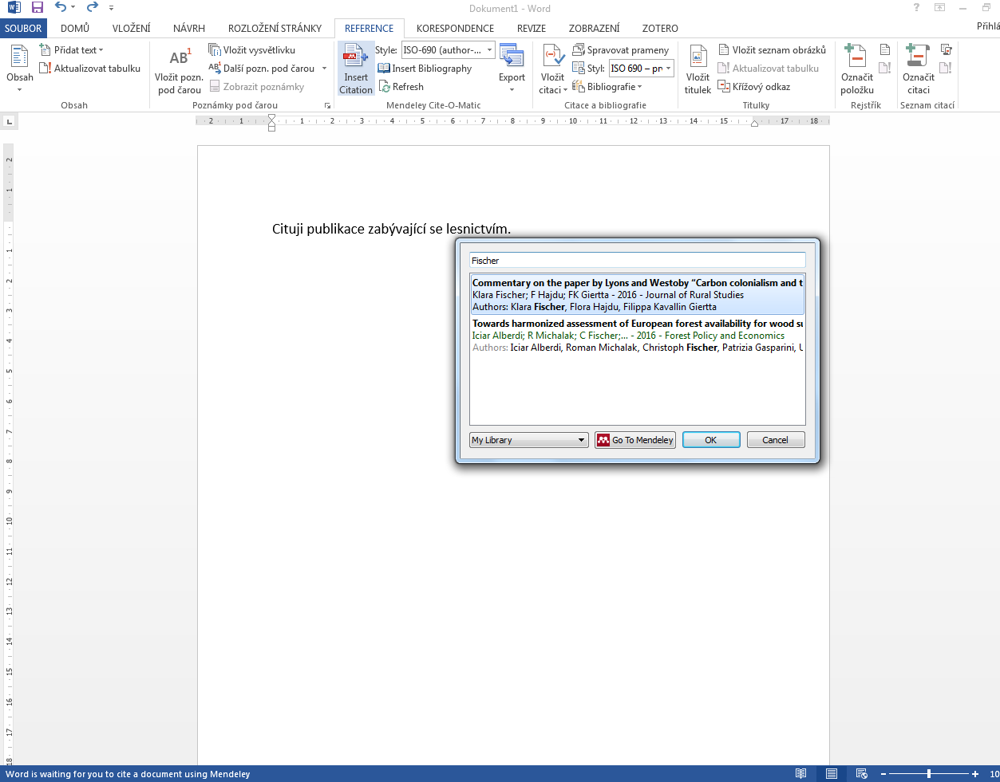 Dokument1 - Word
?
SOUBOR DOMŮ VLOŽENÍ NÁVRH ROZLOŽENÍ STRÁNKY REFERENCE KORESPONDENCE REVIZE ZOBRAZENÍ ZOTERO Přihlá
Obsah
Přidat text
Aktualizovat tabulku
Obsah
AB1
Vložit pozn.
pod čarou
Vložit vysvětlivku
Další pozn. pod čarou
Zobrazit poznámky
Poznámky pod čarou
Insert
Citation
Style: ISO-690 (author-...
Insert Bibliography
Refresh
Export
Mendeley Cite-O-Matic
Vložit
citaci
Spravovat prameny
Styl: ISO 690 – pr
Bibliografie
Citace a bibliografie
Vložit
titulek
Vložit seznam obrázků
Aktualizovat tabulku
Křížový odkaz
Titulky
Označit
položku
Rejstřík
Označit
citaci
Seznam citací
2 1 1 2 3 4 5 6 7 8 9 10 11 12 13 14 15 17 18
2
1
1
2
3
4
5
6
7
8
9
10
11
12
13
14
15
16
17
18
Cituji publikace zabývající se lesnictvím.
Fischer
Commentary on the paper by Lyons and Westoby “Carbon colonialism and t
Klara Fischer; F Hajdu; FK Giertta - 2016 - Journal of Rural Studies
Authors: Klara Fischer, Flora Hajdu, Filippa Kavallin Giertta
Towards harmonized assessment of European forest availability for wood su
Iciar Alberdi; R Michalak; C Fischer;... - 2016 - Forest Policy and Economics
Authors: Iciar Alberdi, Roman Michalak, Christoph Fischer, Patrizia Gasparini, U
My Library Go To Mendeley OK Cancel
Word is waiting for you to cite a document using Mendeley
10